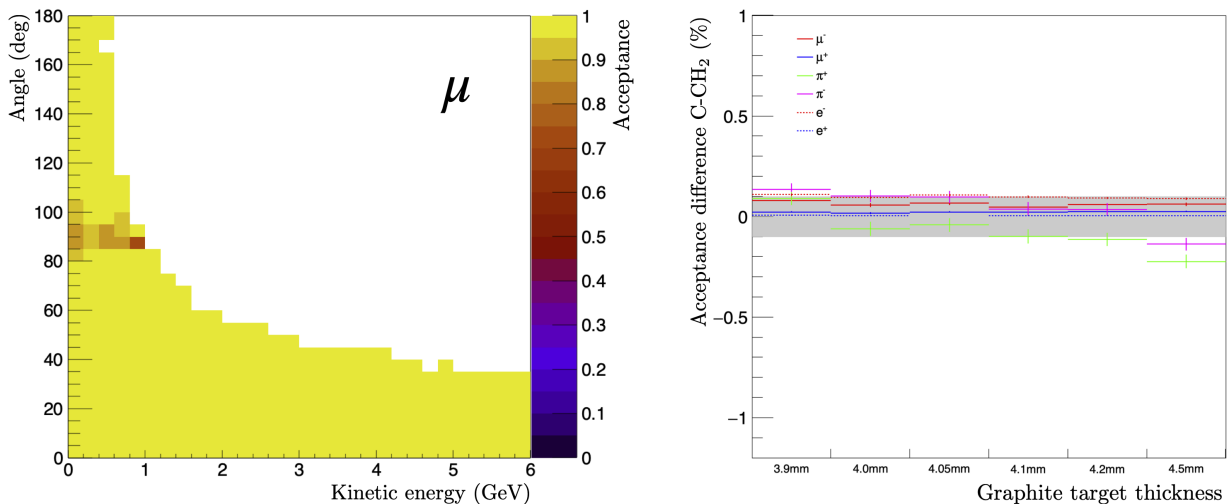 Angle (deg)
180
160
140
120
100
80
60
40
20
0
0
1
2
3
4
5
6
Kinetic energy (GeV)
μ
1
0.9
0.8
0.7
0.6
0.5
0.4
0.3
0.2
0.1
0
Acceptance
Acceptance difference C-CH₂ (%)
1
0.5
0
−0.5
−1
μ⁻
μ⁺
π⁺
π⁻
e⁻
e⁺
3.9mm 4.0mm 4.05mm 4.1mm 4.2mm 4.5mm
Graphite target thickness